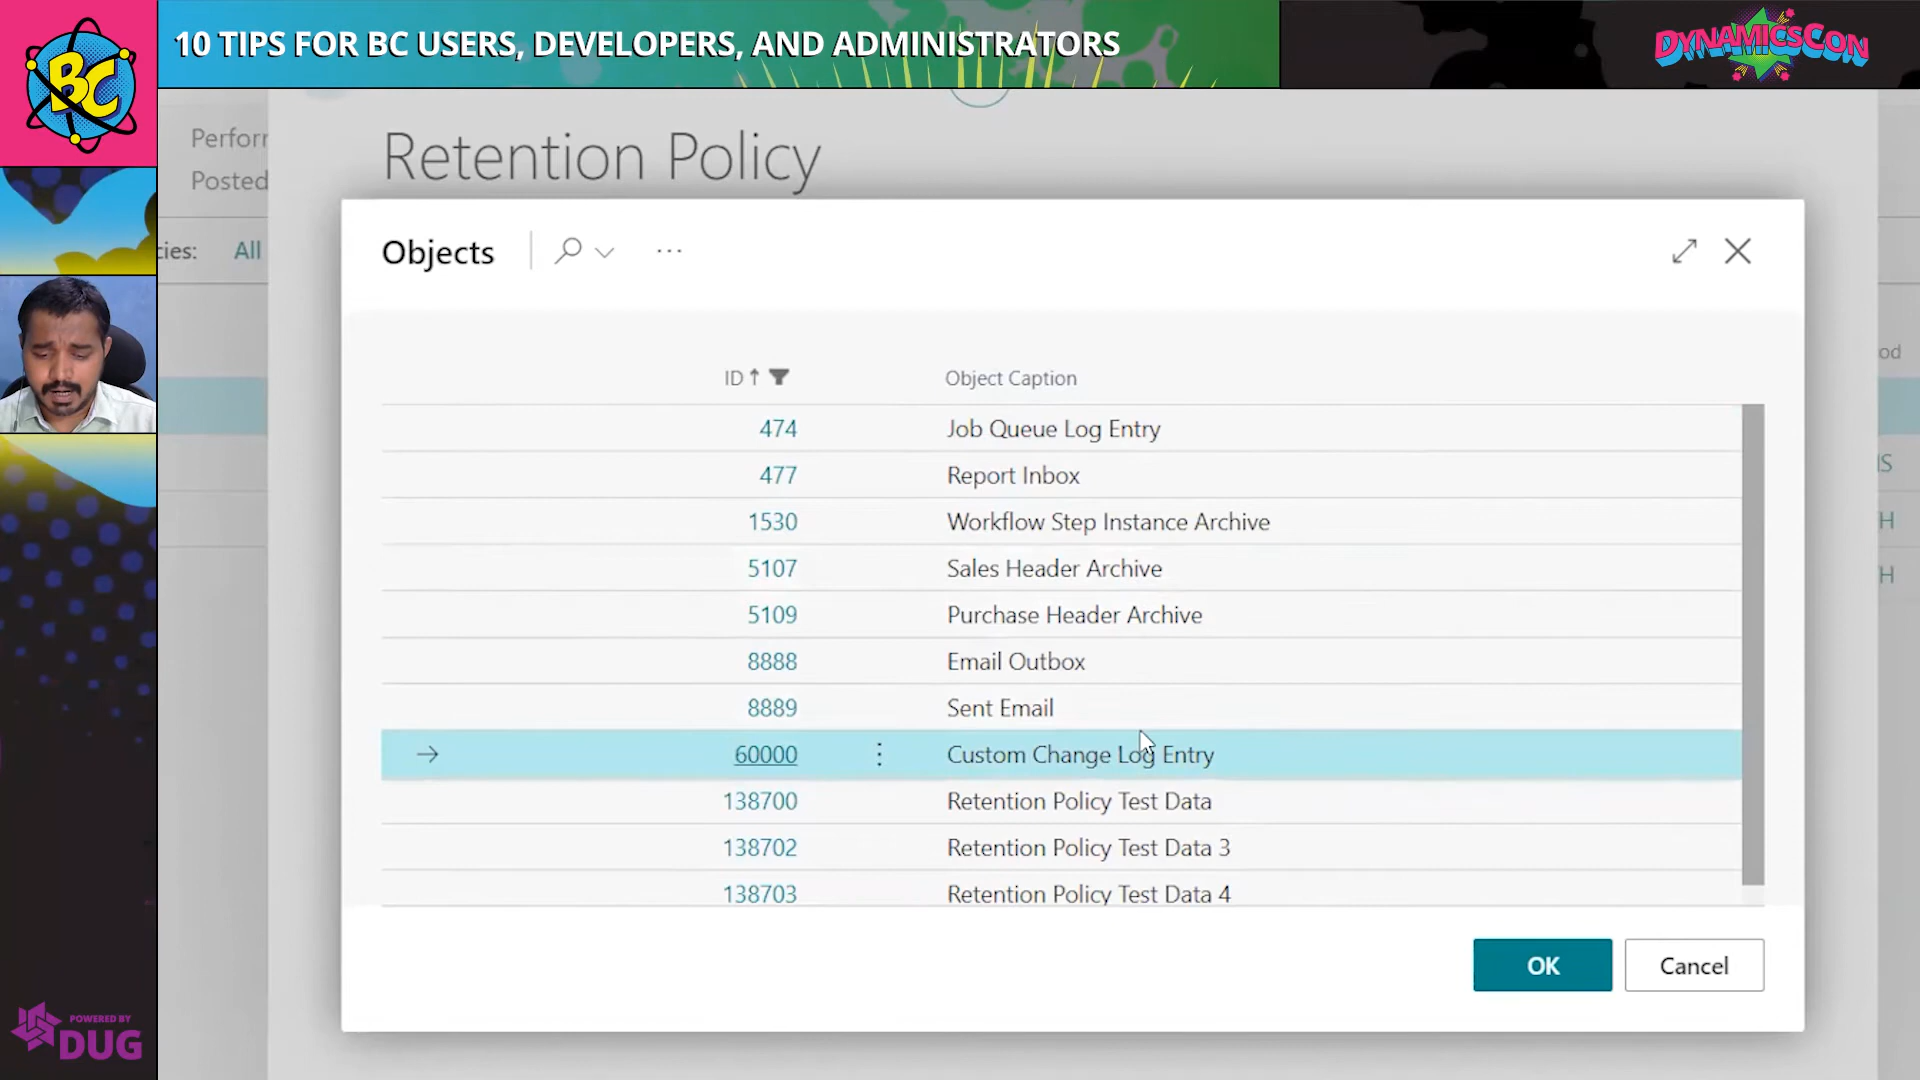 BC
10 TIPS FOR BC USERS, DEVELOPERS, AND ADMINISTRATORS
DYNAMICSCON
Perforr
Posted
Retention Policy
cies: All
Objects
ID Object Caption
od
474 Job Queue Log Entry
477 Report Inbox
IS
1530 Workflow Step Instance Archive
H
5107 Sales Header Archive
H
5109 Purchase Header Archive
8888 Email Outbox
8889 Sent Email
60000 Custom Change Log Entry
138700 Retention Policy Test Data
138702 Retention Policy Test Data 3
138703 Retention Policy Test Data 4
OK Cancel
POWERED BY
DUG